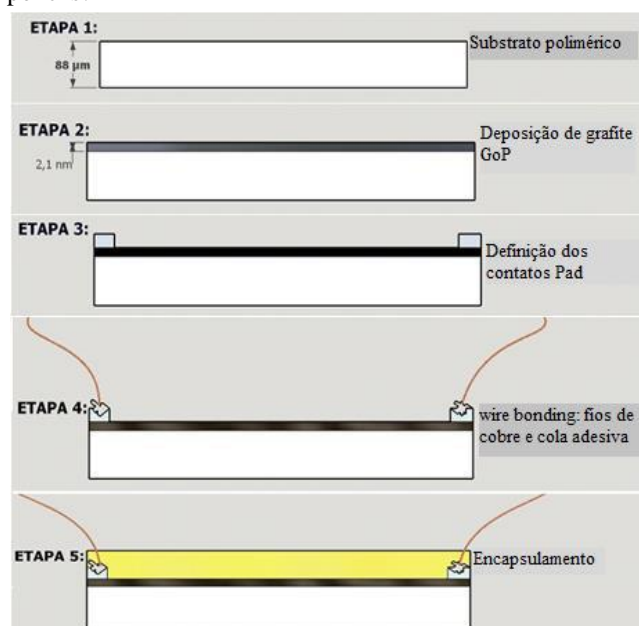 ETAPA 1:
Substrato polimérico
88 µm
ETAPA 2:
Deposição de grafite
GoP
2,1 nm
ETAPA 3:
Definição dos
contatos Pad
ETAPA 4:
wire bonding: fios de
cobre e cola adesiva
ETAPA 5:
Encapsulamento